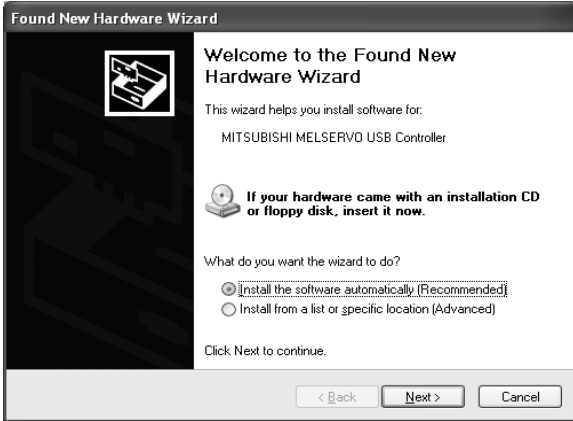 Found New Hardware Wizard
Welcome to the Found New
Hardware Wizard
This wizard helps you install software for:
MITSUBISHI MELSERVO USB Controller
If your hardware came with an installation CD
or floppy disk, insert it now.
What do you want the wizard to do?
Install the software automatically (Recommended)
Install from a list or specific location (Advanced)
Click Next to continue.
< Back
Next >
Cancel